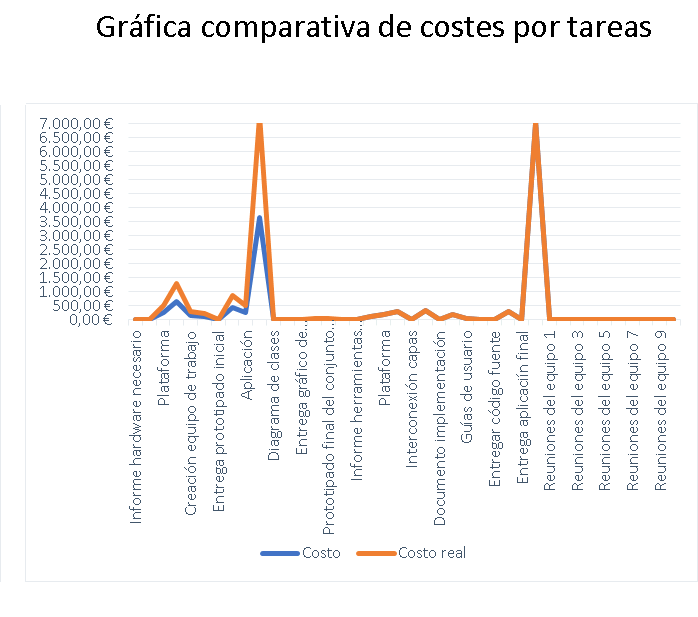 Gráfica comparativa de costes por tareas
7.000,00 €
6.500,00 €
6.000,00 €
5.500,00 €
5.000,00 €
4.500,00 €
4.000,00 €
3.500,00 €
3.000,00 €
2.500,00 €
2.000,00 €
1.500,00 €
1.000,00 €
500,00 €
0,00 €
Informe hardware necesario
Plataforma
Creación equipo de trabajo
Entrega prototipado inicial
Aplicación
Diagrama de clases
Entrega gráfico de...
Prototipado final del conjunto...
Informe herramientas...
Plataforma
Interconexión capas
Documento implementación
Guías de usuario
Entregar código fuente
Entrega aplicaciín final
Reuniones del equipo 1
Reuniones del equipo 3
Reuniones del equipo 5
Reuniones del equipo 7
Reuniones del equipo 9
Costo
Costo real